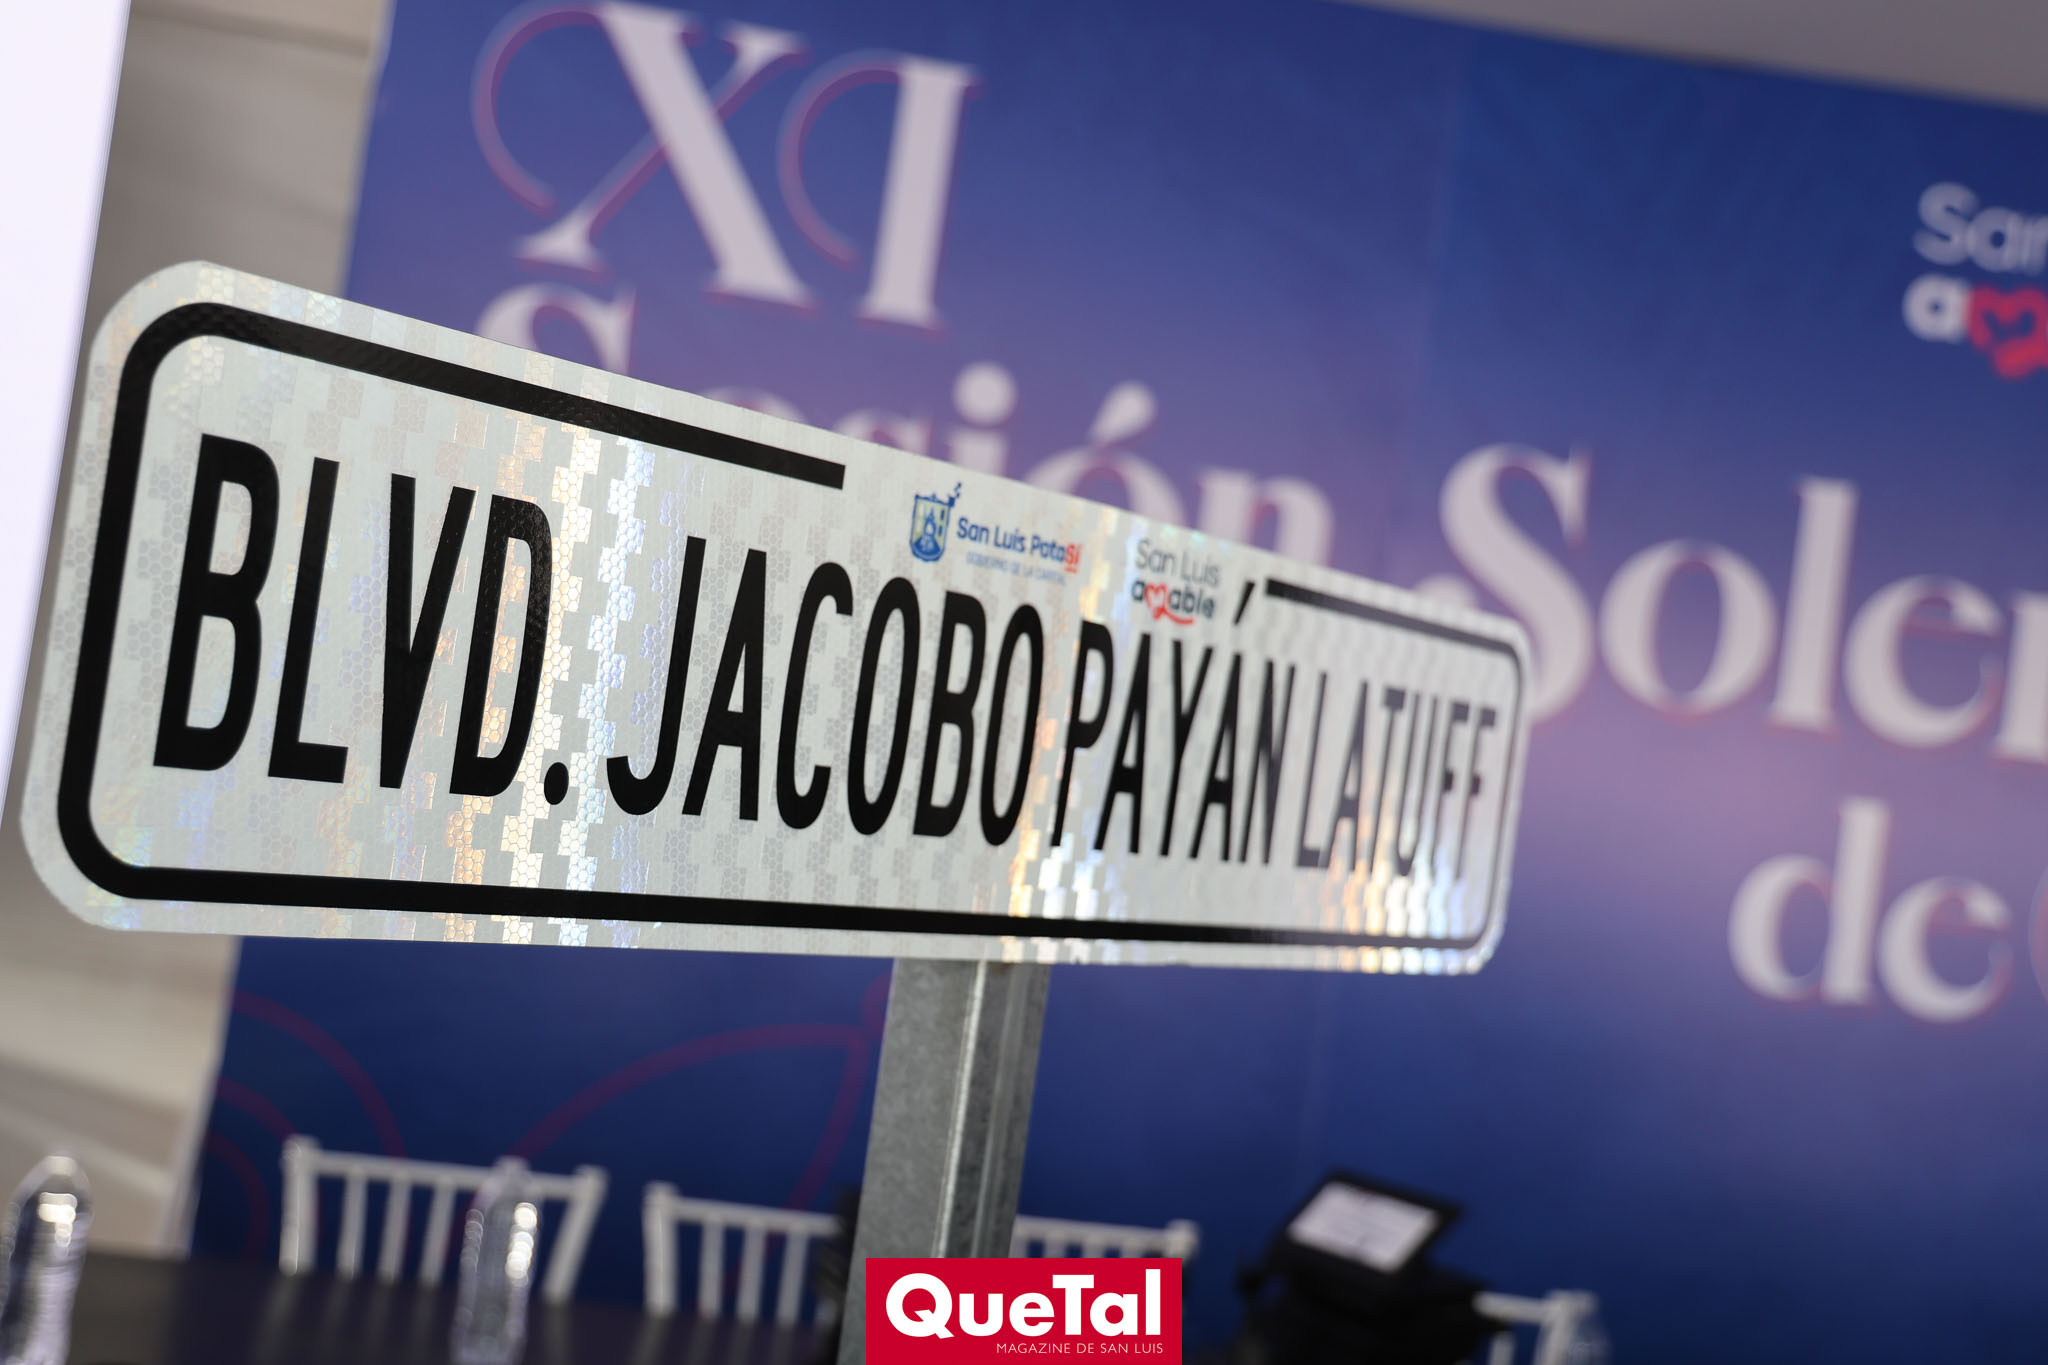 XI
Sesión Solem
de
San
am
San Luis Potosí
GOBIERNO DE LA CAPITAL
San Luis
amable
BLVD. JACOBO PAYÁN LATUFF
QueTal
MAGAZINE DE SAN LUIS